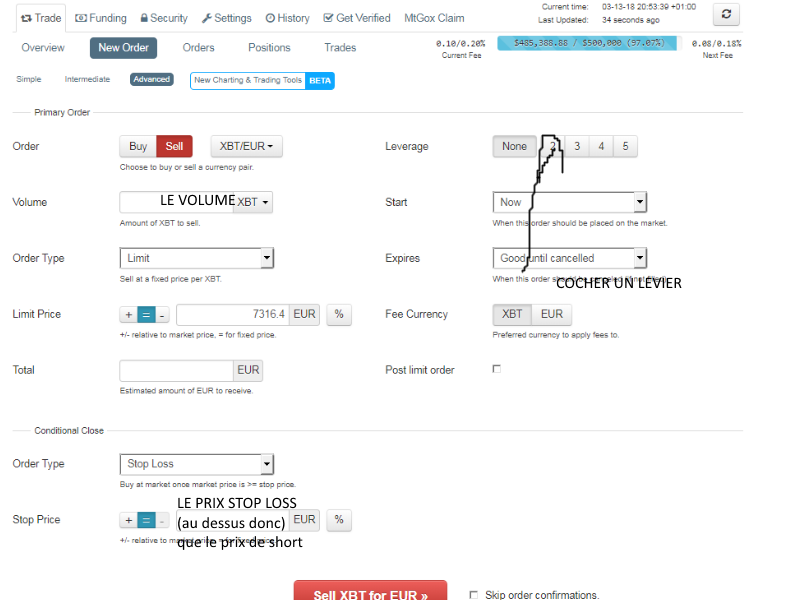 Trade Funding Security Settings History Get Verified MtGox Claim
Current time: 03-13-18 20:53:39 +01:00
Last Updated: 34 seconds ago
Overview New Order Orders Positions Trades
0.10/0.20% $485,388.88 / $500,000 (97.07%) 0.08/0.18%
Current Fee Next Fee
Simple Intermediate Advanced New Charting & Trading Tools BETA
Primary Order
Order Buy Sell XBT/EUR Leverage None 2 3 4 5
Choose to buy or sell a currency pair.
Volume LE VOLUME XBT Start Now
Amount of XBT to sell. When this order should be placed on the market.
Order Type Limit Expires Good until cancelled
Sell at a fixed price per XBT. When this order should be
COCHER UN LEVIER
Limit Price + = - 7316.4 EUR % Fee Currency XBT EUR
+/- relative to market price, = for fixed price. Preferred currency to apply fees to.
Total EUR Post limit order
Estimated amount of EUR to receive.
Conditional Close
Order Type Stop Loss
Buy at market once market price is >= stop price.
LE PRIX STOP LOSS
Stop Price + = - (au dessus donc) EUR %
que le prix de short
+/- relative to
Sell XBT for EUR » Skip order confirmations.